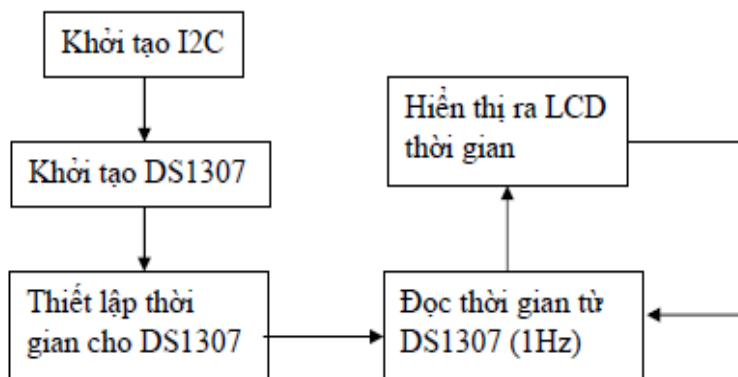 Khởi tạo I2C
Khởi tạo DS1307
Thiết lập thời
gian cho DS1307
Đọc thời gian từ
DS1307 (1Hz)
Hiển thị ra LCD
thời gian